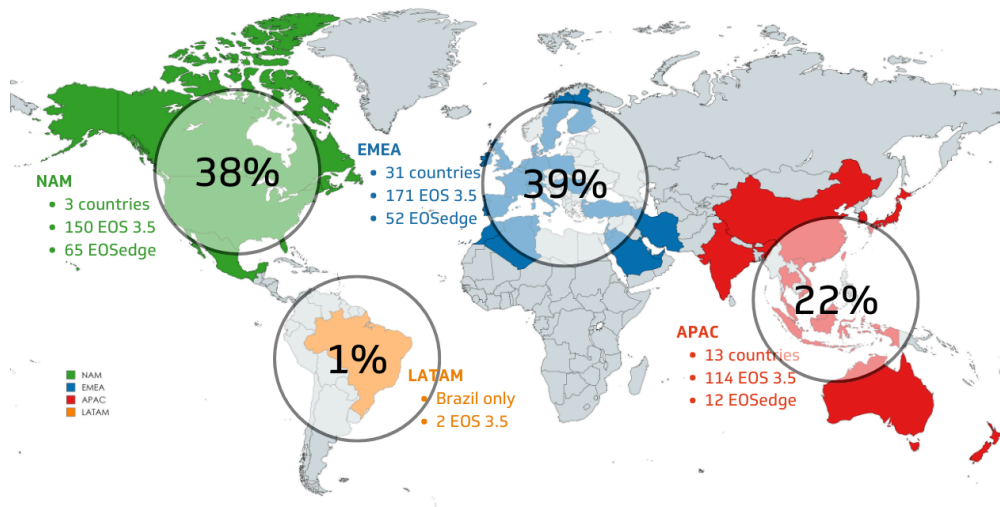 38%
NAM
• 3 countries
• 150 EOS 3.5
• 65 EOSedge
EMEA
• 31 countries
• 171 EOS 3.5
• 52 EOSedge
39%
22%
APAC
• 13 countries
• 114 EOS 3.5
• 12 EOSedge
1%
LATAM
• Brazil only
• 2 EOS 3.5
NAM
EMEA
APAC
LATAM